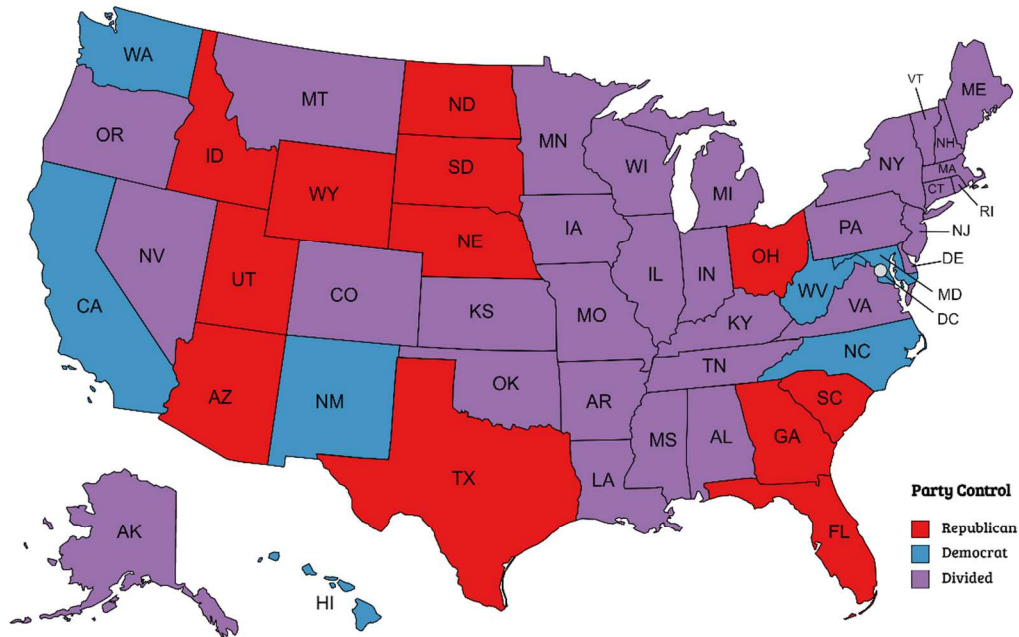 WA
VT
ME
MT
ND
MN
OR
NH
ID
WI
NY
MA
SD
WY
MI
CT
RI
IA
PA
NJ
NE
NV
OH
DE
UT
IL
IN
CO
WV
MD
CA
KS
MO
VA
DC
KY
NC
TN
OK
AZ
NM
AR
SC
MS
AL
GA
TX
LA
Party Control
AK
FL
Republican
Democrat
Divided
HI